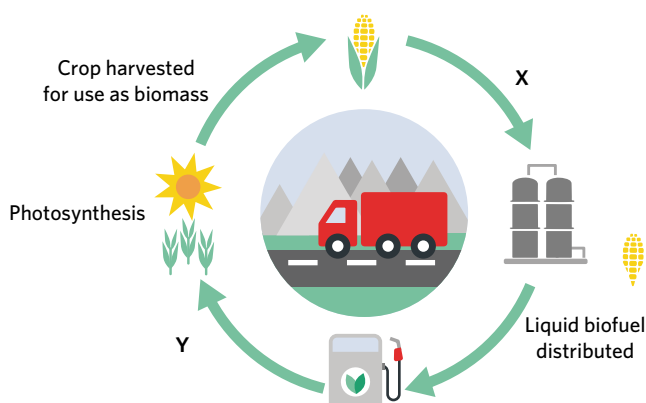 Crop harvested
for use as biomass
X
Photosynthesis
Liquid biofuel
distributed
Y